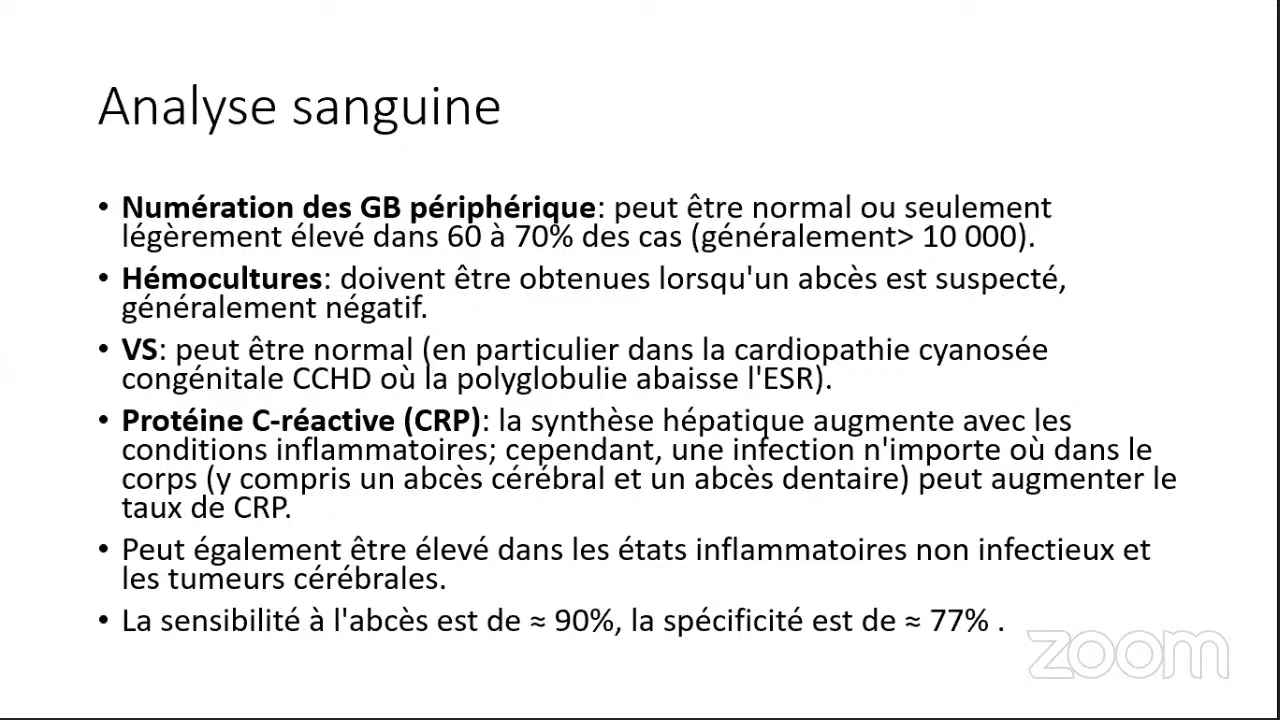 Analyse sanguine
• Numération des GB périphérique: peut être normal ou seulement
légèrement élevé dans 60 à 70% des cas (généralement> 10 000).
• Hémocultures: doivent être obtenues lorsqu'un abcès est suspecté,
généralement négatif.
• VS: peut être normal (en particulier dans la cardiopathie cyanosée
congénitale CCHD où la polyglobulie abaisse l'ESR).
• Protéine C-réactive (CRP): la synthèse hépatique augmente avec les
conditions inflammatoires; cependant, une infection n'importe où dans le
corps (y compris un abcès cérébral et un abcès dentaire) peut augmenter le
taux de CRP.
• Peut également être élevé dans les états inflammatoires non infectieux et
les tumeurs cérébrales.
• La sensibilité à l'abcès est de ≈ 90%, la spécificité est de ≈ 77% .
zoom